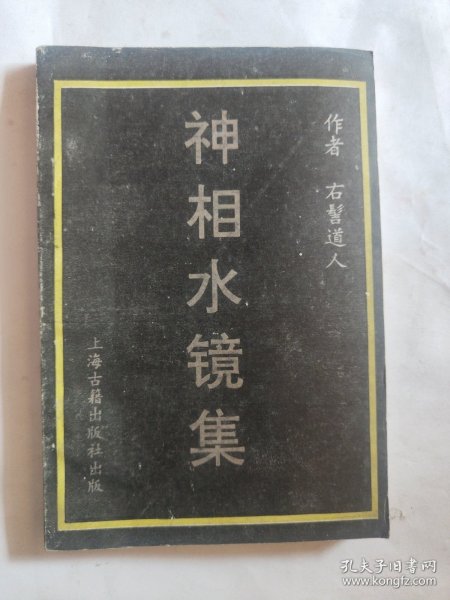 作者 右髻道人
神相水镜集
上海古籍出版社出版
孔夫子旧书网
www.kongfz.com